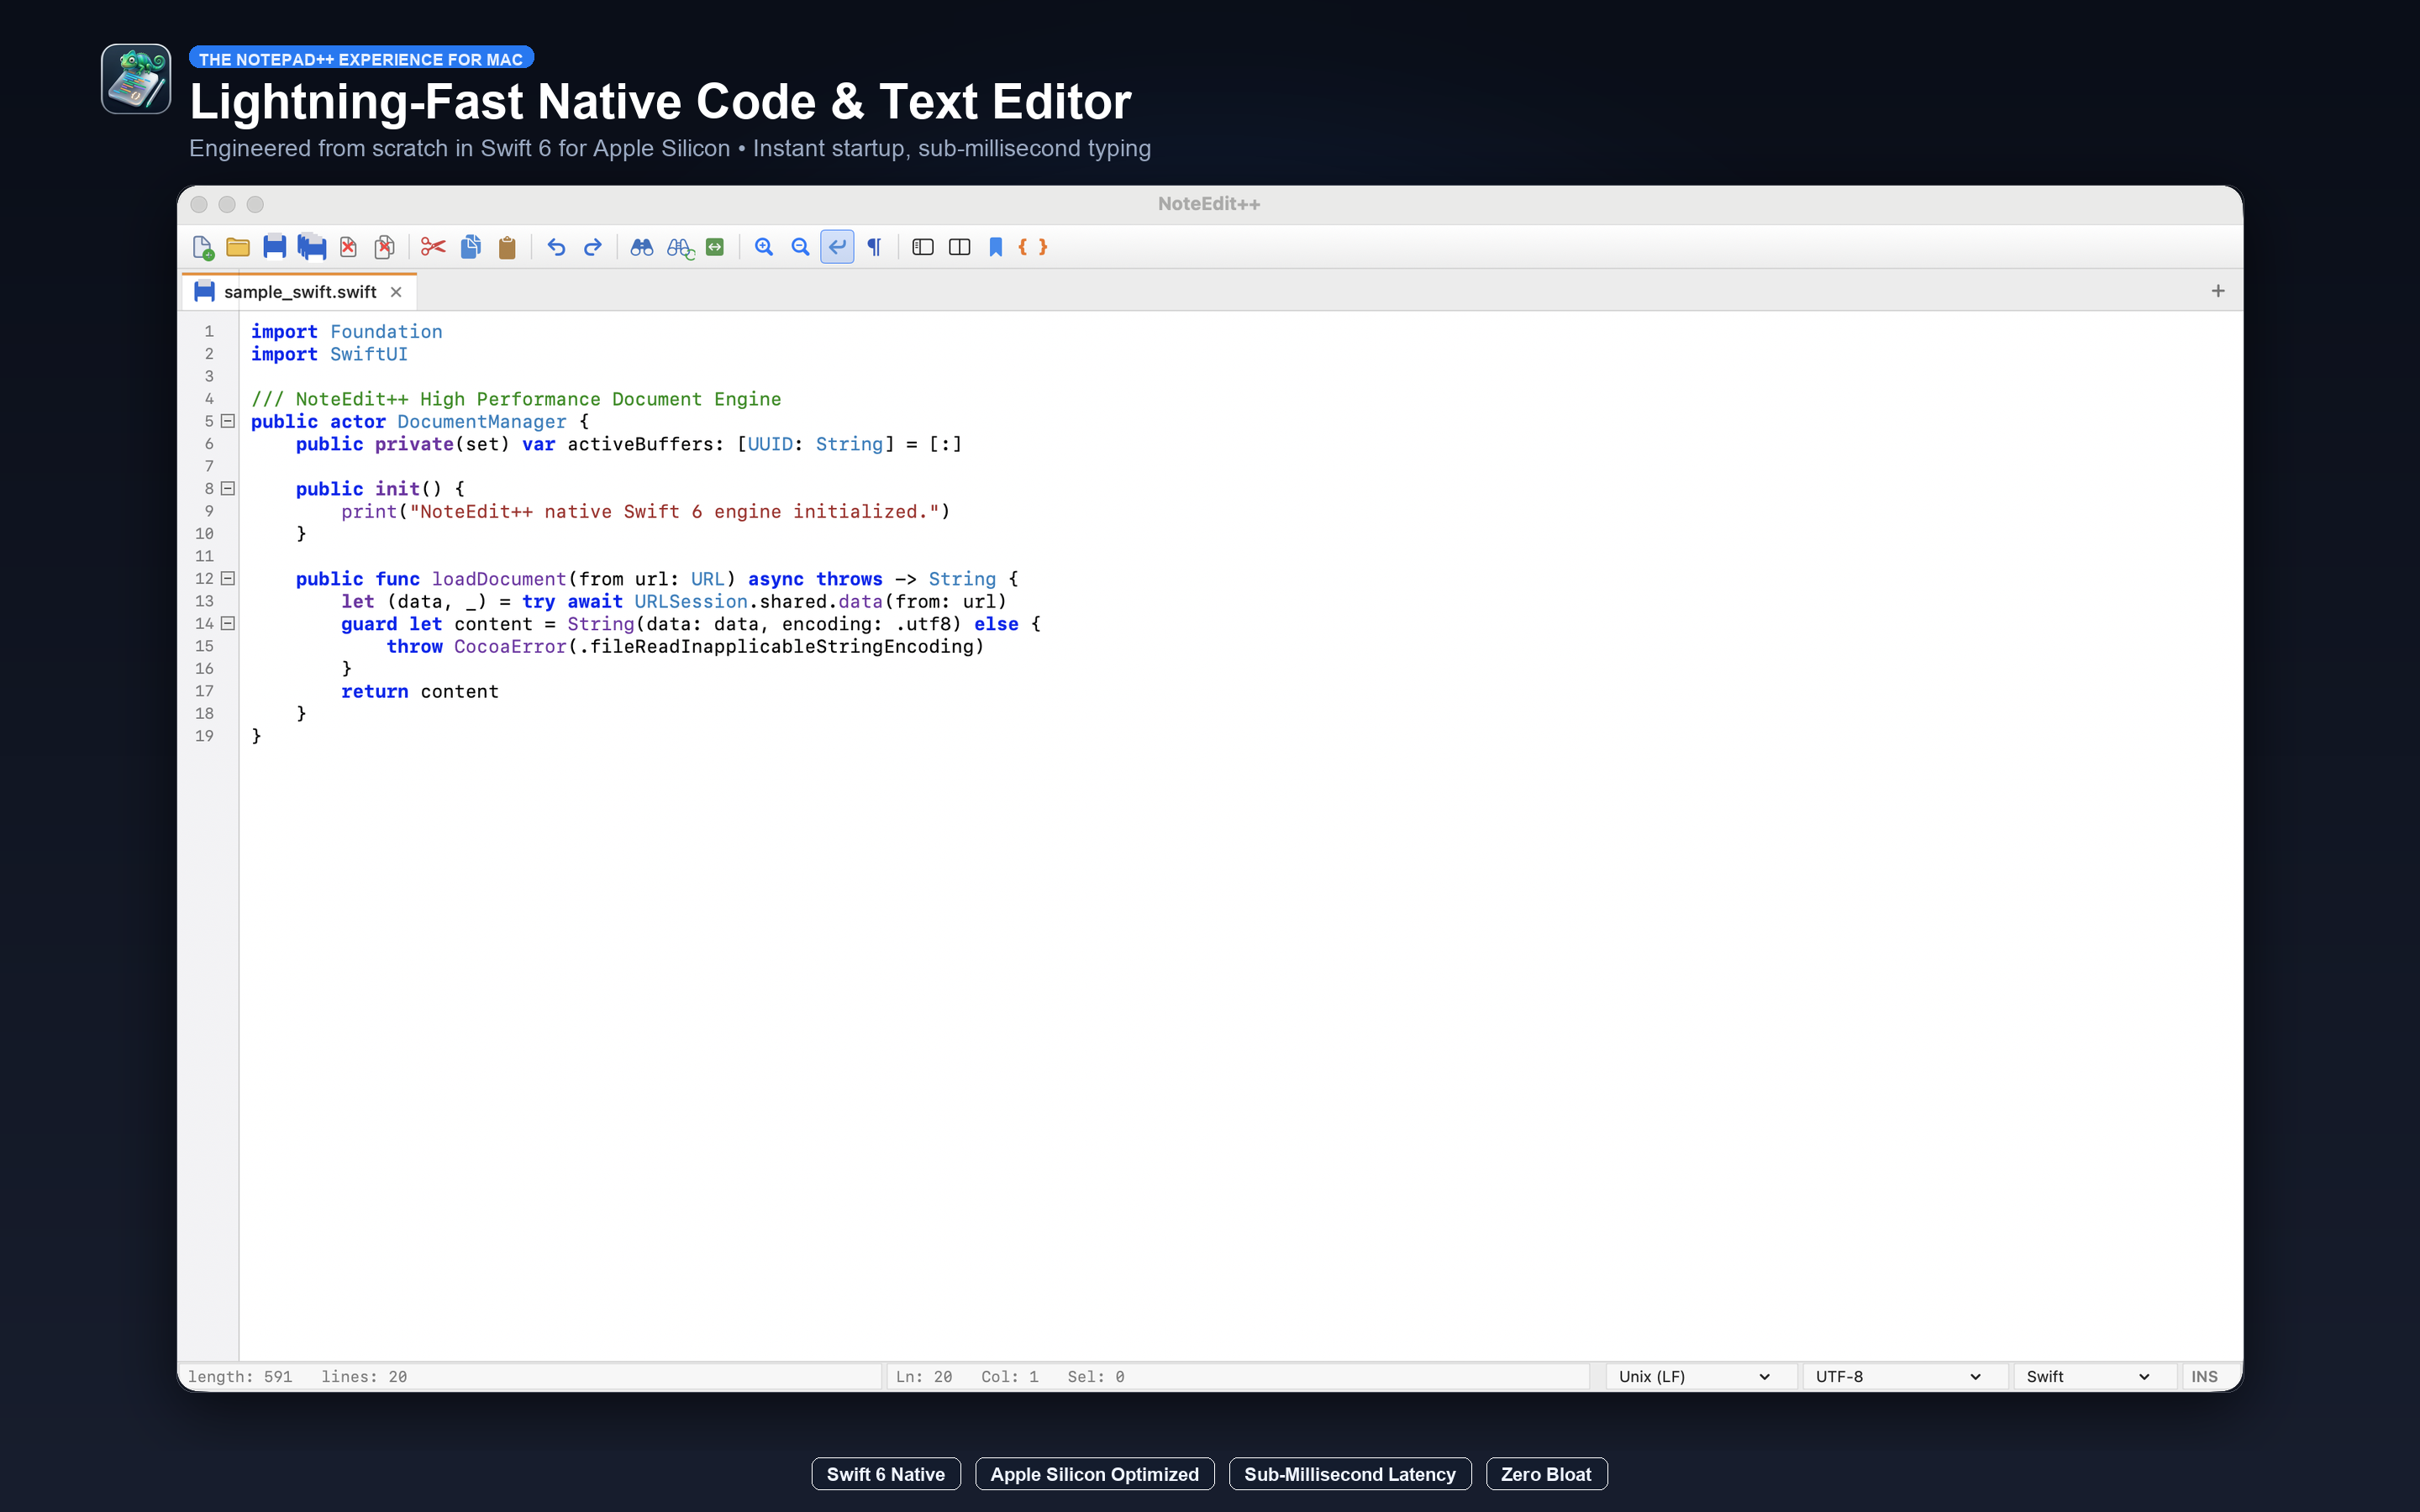 THE NOTEPAD++ EXPERIENCE FOR MAC
Lightning-Fast Native Code & Text Editor
Engineered from scratch in Swift 6 for Apple Silicon • Instant startup, sub-millisecond typing
NoteEdit++
sample_swift.swift
1 import Foundation
2 import SwiftUI
3
4 /// NoteEdit++ High Performance Document Engine
5 public actor DocumentManager {
6     public private(set) var activeBuffers: [UUID: String] = [:]
7
8     public init() {
9         print("NoteEdit++ native Swift 6 engine initialized.")
10     }
11
12     public func loadDocument(from url: URL) async throws -> String {
13         let (data, _) = try await URLSession.shared.data(from: url)
14         guard let content = String(data: data, encoding: .utf8) else {
15             throw CocoaError(.fileReadInapplicableStringEncoding)
16         }
17         return content
18     }
19 }
length: 591 lines: 20 Ln: 20 Col: 1 Sel: 0 Unix (LF) UTF-8 Swift INS
Swift 6 Native Apple Silicon Optimized Sub-Millisecond Latency Zero Bloat